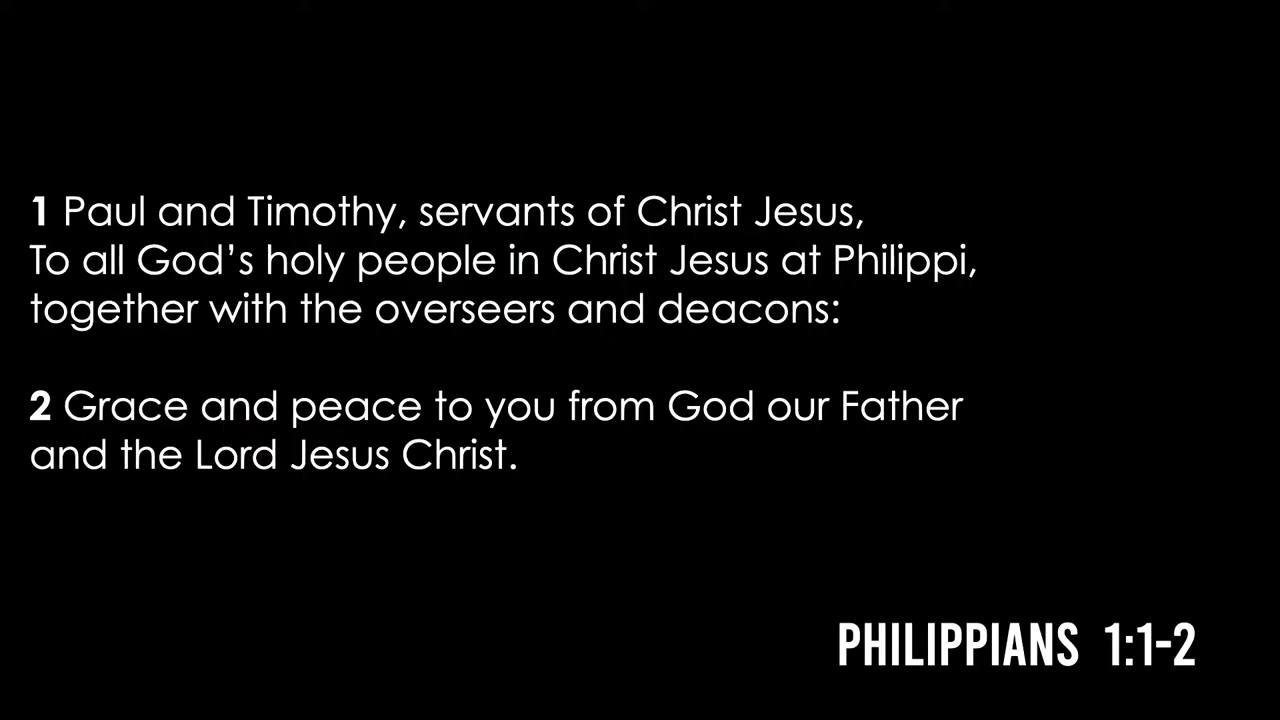 1 Paul and Timothy, servants of Christ Jesus,
To all God’s holy people in Christ Jesus at Philippi,
together with the overseers and deacons:
2 Grace and peace to you from God our Father
and the Lord Jesus Christ.
PHILIPPIANS 1:1-2